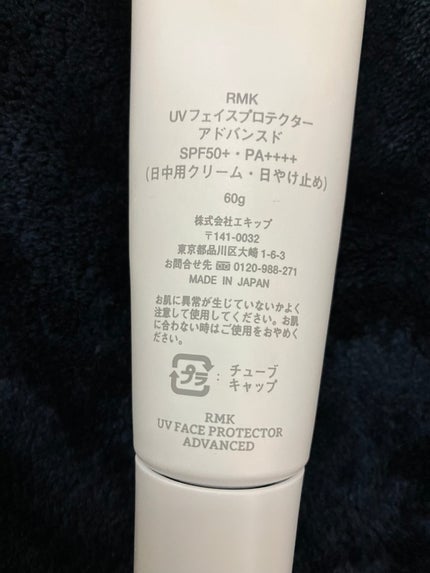 RMK
UVフェイスプロテクター
アドバンスド
SPF50+・PA++++
(日中用クリーム・日やけ止め)
60g
株式会社エキップ
〒141-0032
東京都品川区大崎1-6-3
お問合せ先 0120-988-271
MADE IN JAPAN
お肌に異常が生じていないかよく
注意して使用してください。お肌
に合わない時はご使用をおやめく
ださい。
プラ : チューブ
キャップ
RMK
UV FACE PROTECTOR
ADVANCED